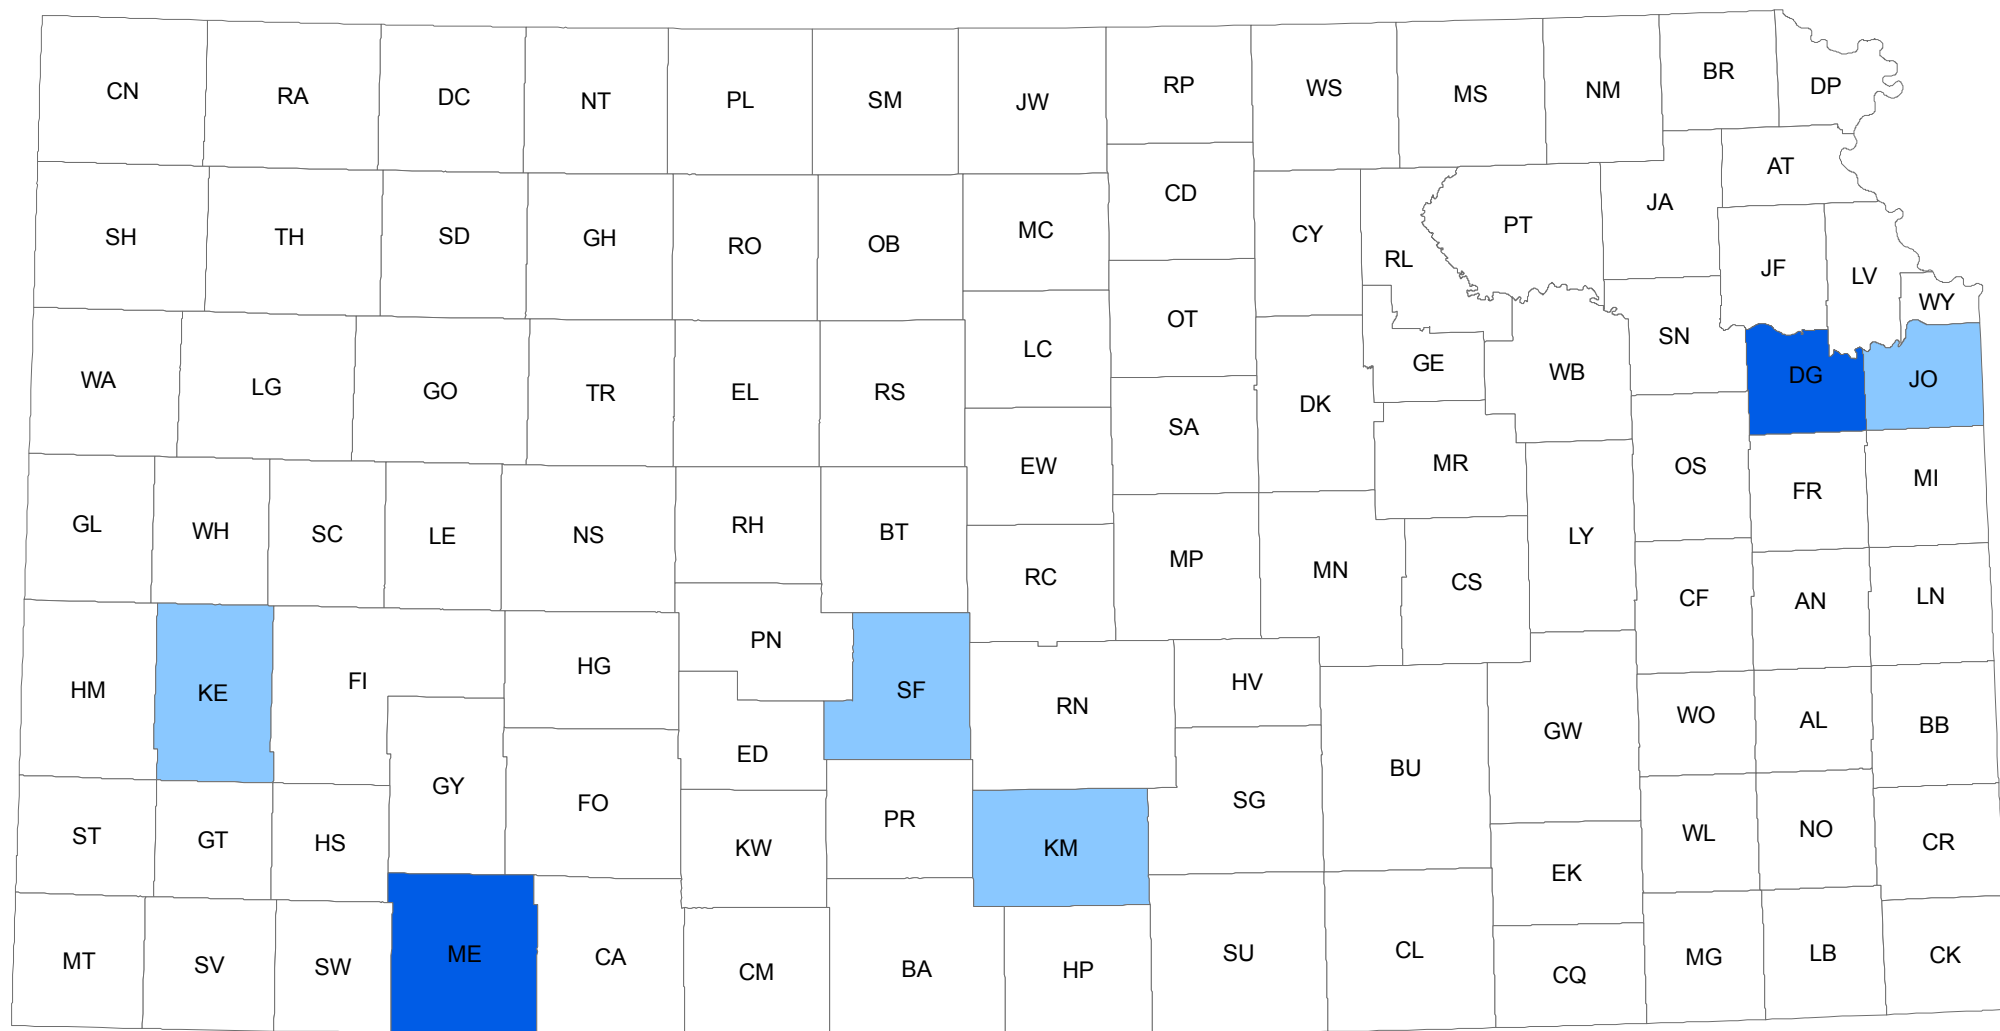 CN RA DC NT PL SM JW RP WS MS NM BR DP
SH TH SD GH RO OB MC CD CY RL PT JA AT
JF LV WY
WA LG GO TR EL RS LC OT DK GE WB SN DG JO
EW SA MR OS FR MI
GL WH SC LE NS RH BT RC MP MN CS LY CF AN LN
HM KE FI HG PN SF RN HV GW WO AL BB
ED BU
ST GT HS GY FO KW PR KM SG EK WL NO CR
MT SV SW ME CA CM BA HP SU CL CQ MG LB CK